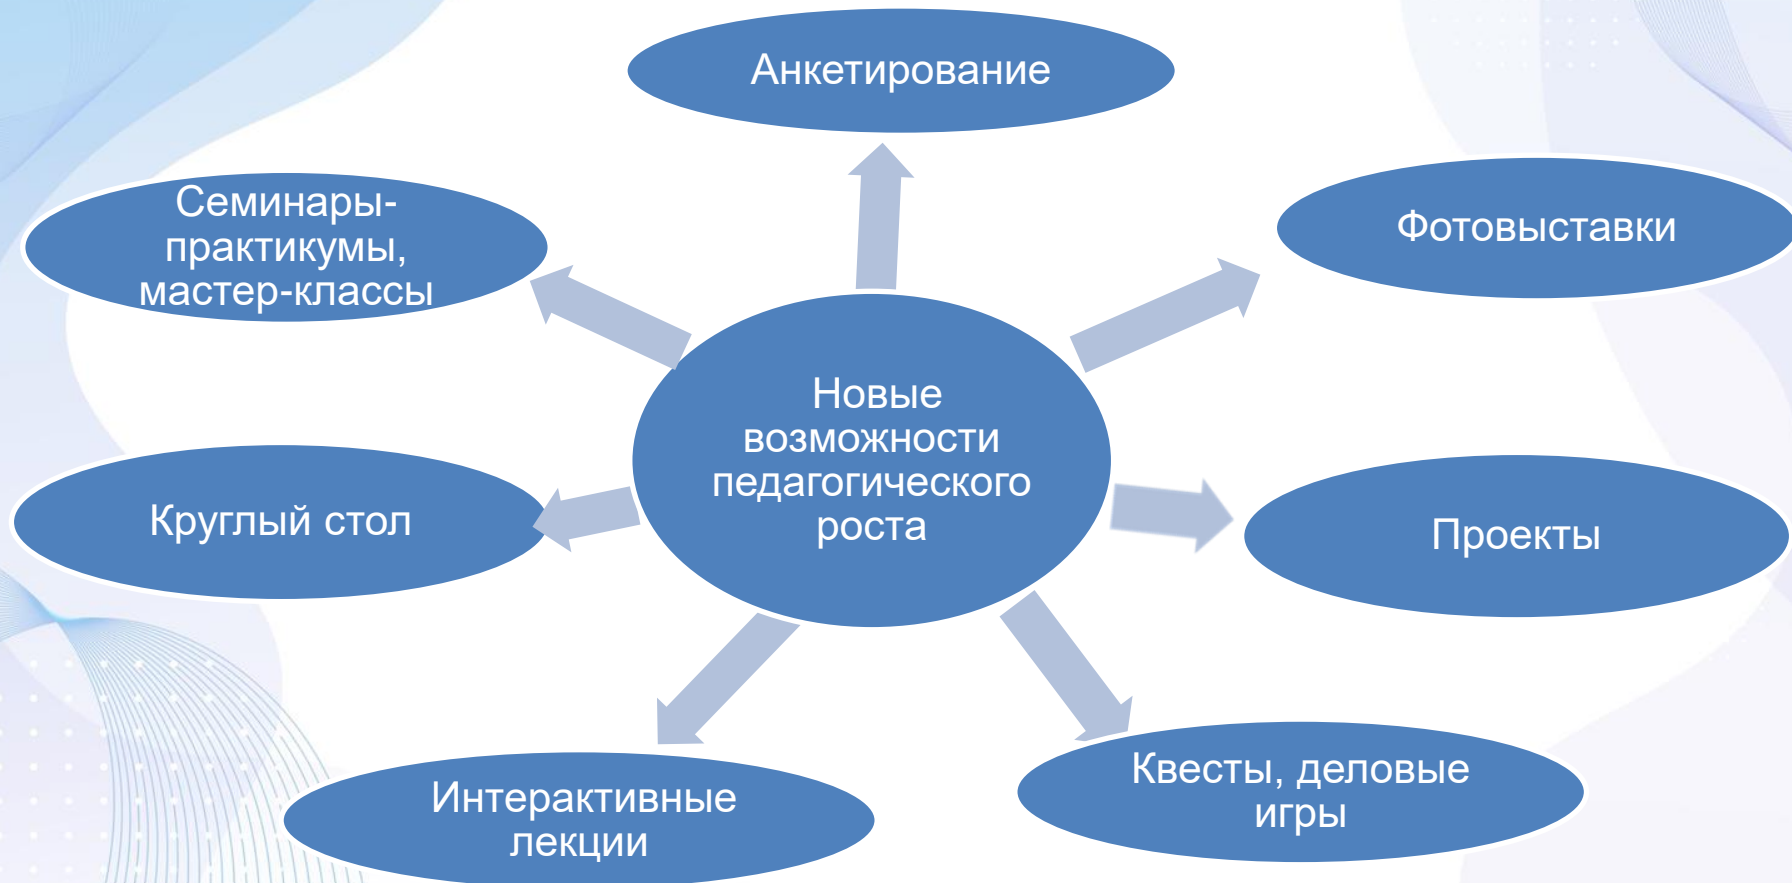 Анкетирование
Семинары-
практикумы,
мастер-классы
Фотовыставки
Новые
возможности
педагогического
роста
Круглый стол
Проекты
Интерактивные
лекции
Квесты, деловые
игры